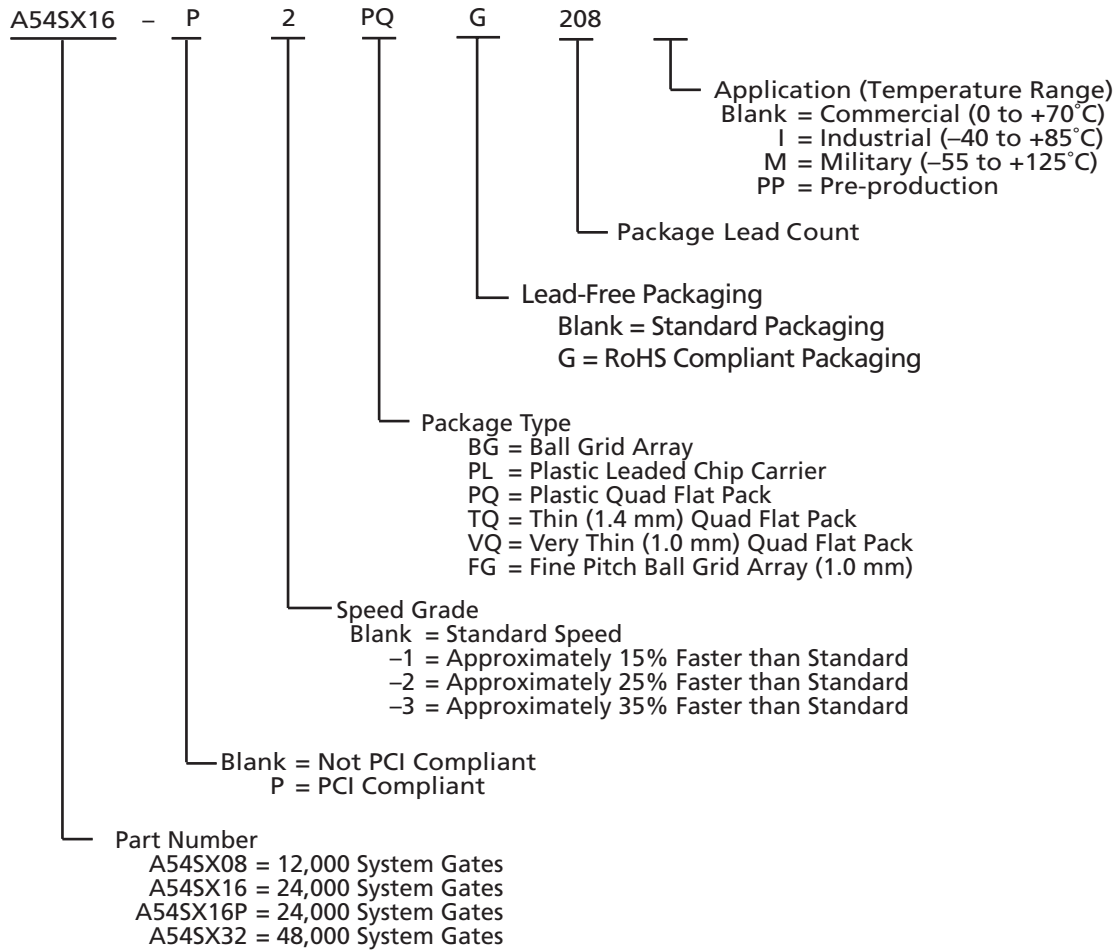 A54SX16 – P 2 PQ G 208
Application (Temperature Range)
Blank = Commercial (0 to +70˚C)
I = Industrial (–40 to +85˚C)
M = Military (–55 to +125˚C)
PP = Pre-production
Package Lead Count
Lead-Free Packaging
Blank = Standard Packaging
G = RoHS Compliant Packaging
Package Type
BG = Ball Grid Array
PL = Plastic Leaded Chip Carrier
PQ = Plastic Quad Flat Pack
TQ = Thin (1.4 mm) Quad Flat Pack
VQ = Very Thin (1.0 mm) Quad Flat Pack
FG = Fine Pitch Ball Grid Array (1.0 mm)
Speed Grade
Blank = Standard Speed
–1 = Approximately 15% Faster than Standard
–2 = Approximately 25% Faster than Standard
–3 = Approximately 35% Faster than Standard
Blank = Not PCI Compliant
P = PCI Compliant
Part Number
A54SX08 = 12,000 System Gates
A54SX16 = 24,000 System Gates
A54SX16P = 24,000 System Gates
A54SX32 = 48,000 System Gates